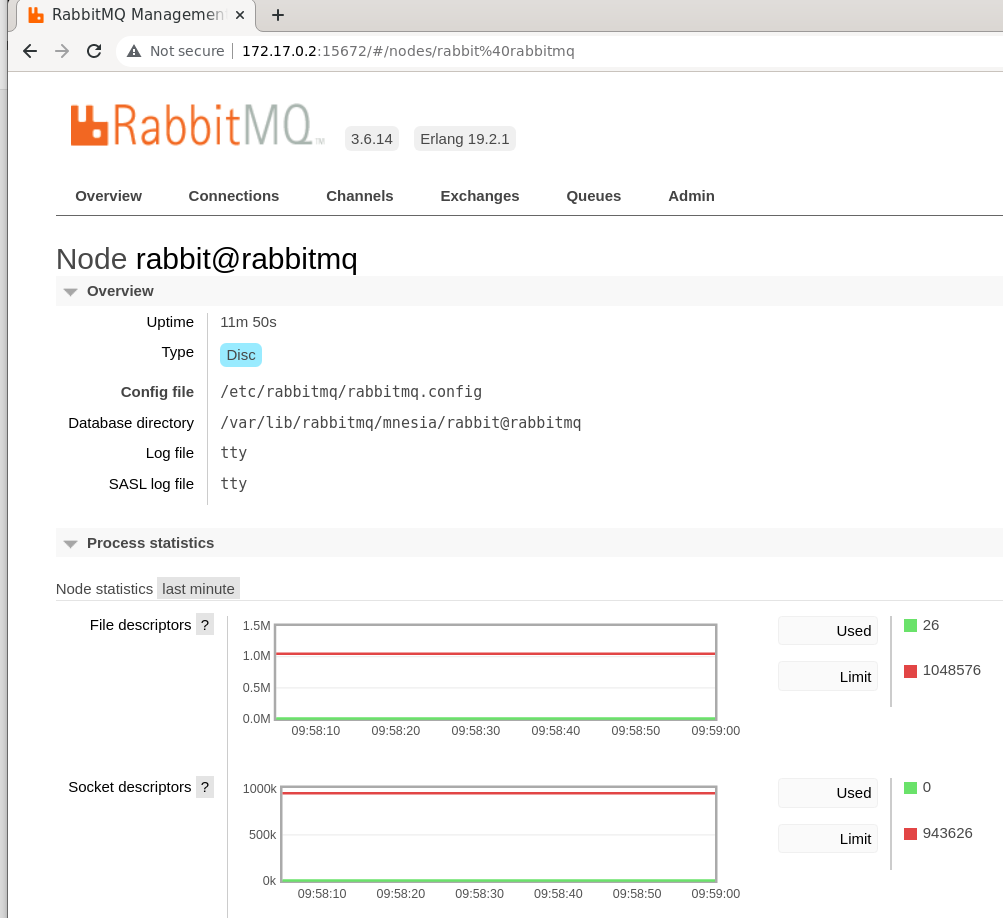 RabbitMQ Managemen
Not secure 172.17.0.2:15672/#/nodes/rabbit%40rabbitmq
RabbitMQ TM 3.6.14 Erlang 19.2.1
Overview Connections Channels Exchanges Queues Admin
Node rabbit@rabbitmq
Overview
Uptime 11m 50s
Type Disc
Config file /etc/rabbitmq/rabbitmq.config
Database directory /var/lib/rabbitmq/mnesia/rabbit@rabbitmq
Log file tty
SASL log file tty
Process statistics
Node statistics last minute
File descriptors ?
1.5M
1.0M
0.5M
0.0M
09:58:10 09:58:20 09:58:30 09:58:40 09:58:50 09:59:00
Used 26
Limit 1048576
Socket descriptors ?
1000k
500k
0k
09:58:10 09:58:20 09:58:30 09:58:40 09:58:50 09:59:00
Used 0
Limit 943626